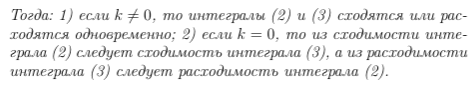 Тогда: 1) если k ≠ 0, то интегралы (2) и (3) сходятся или рас-
ходятся одновременно; 2) если k = 0, то из сходимости инте-
грала (2) следует сходимость интеграла (3), а из расходимости
интеграла (3) следует расходимость интеграла (2).